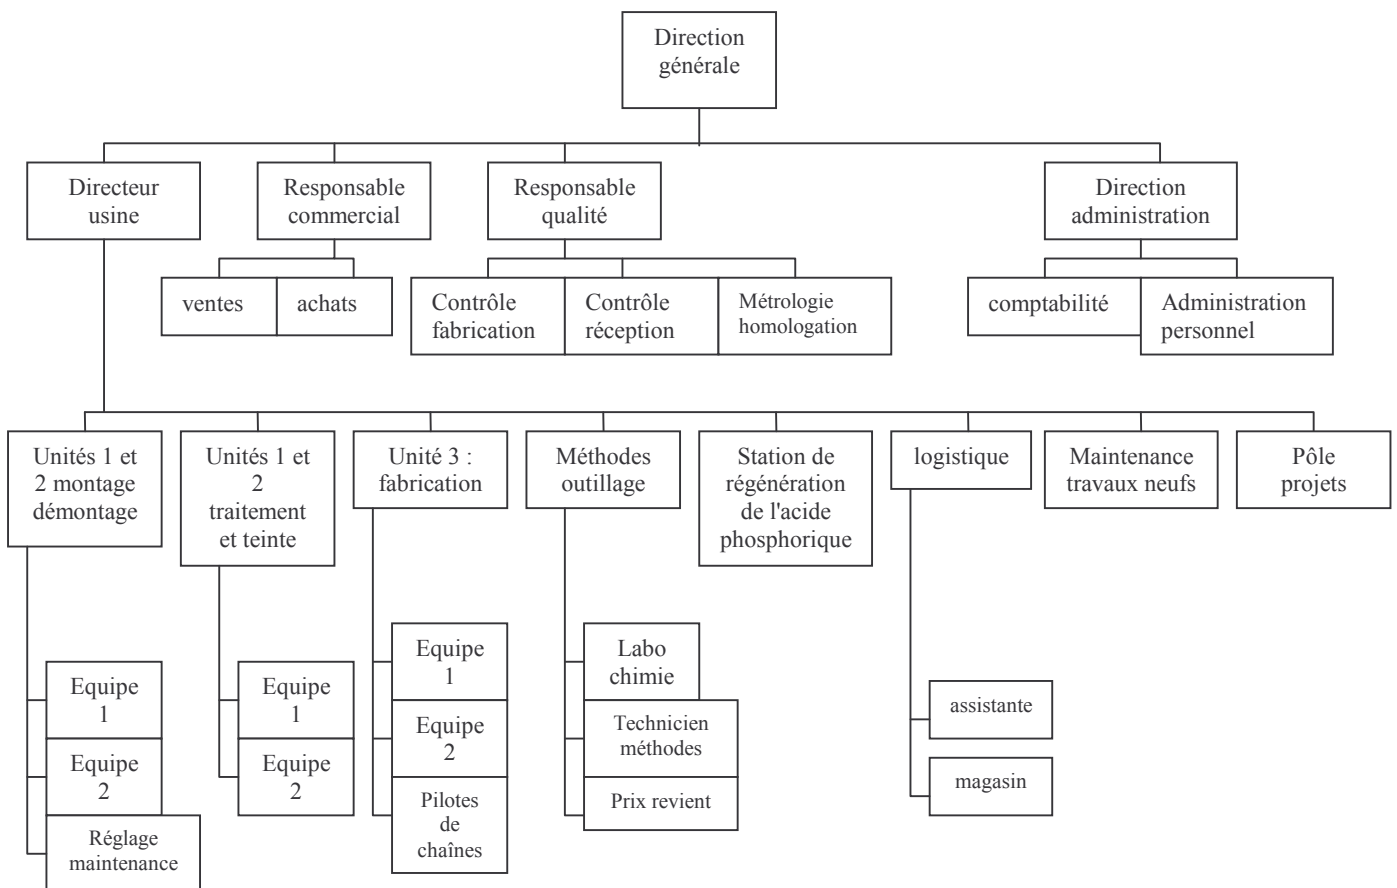 Direction
générale
Directeur
usine
Responsable
commercial
Responsable
qualité
Direction
administration
ventes
achats
Contrôle
fabrication
Contrôle
réception
Métrologie
homologation
comptabilité
Administration
personnel
Unités 1 et
2 montage
démontage
Unités 1 et
2
traitement
et teinte
Unité 3 :
fabrication
Méthodes
outillage
Station de
régénération
de l'acide
phosphorique
logistique
Maintenance
travaux neufs
Pôle
projets
Equipe
1
Equipe
2
Réglage
maintenance
Equipe
1
Equipe
2
Equipe
1
Equipe
2
Pilotes
de
chaînes
Labo
chimie
Technicien
méthodes
Prix revient
assistante
magasin